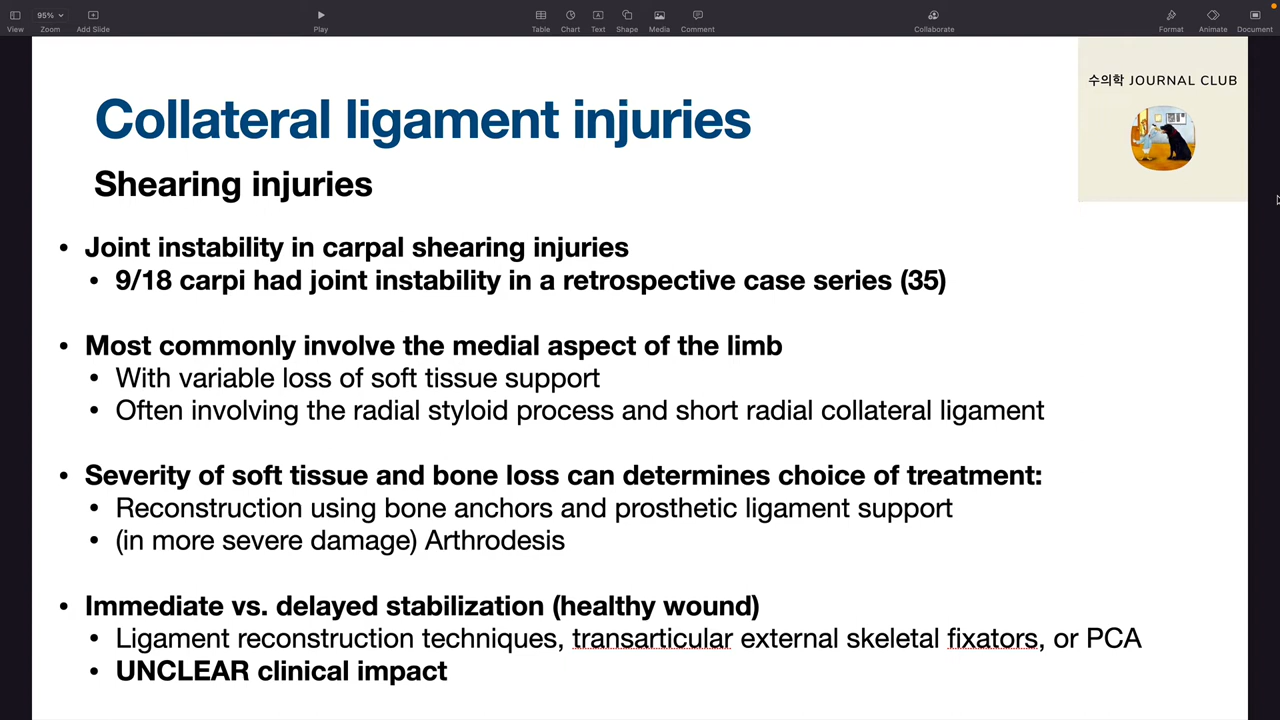 95%
View
Zoom
Add Slide
Play
Table
Chart
Text
Shape
Media
Comment
Collaborate
Format
Animate
Document
수의학 JOURNAL CLUB
Collateral ligament injuries
Shearing injuries
• Joint instability in carpal shearing injuries
• 9/18 carpi had joint instability in a retrospective case series (35)
• Most commonly involve the medial aspect of the limb
• With variable loss of soft tissue support
• Often involving the radial styloid process and short radial collateral ligament
• Severity of soft tissue and bone loss can determines choice of treatment:
• Reconstruction using bone anchors and prosthetic ligament support
• (in more severe damage) Arthrodesis
• Immediate vs. delayed stabilization (healthy wound)
• Ligament reconstruction techniques, transarticular external skeletal fixators, or PCA
• UNCLEAR clinical impact